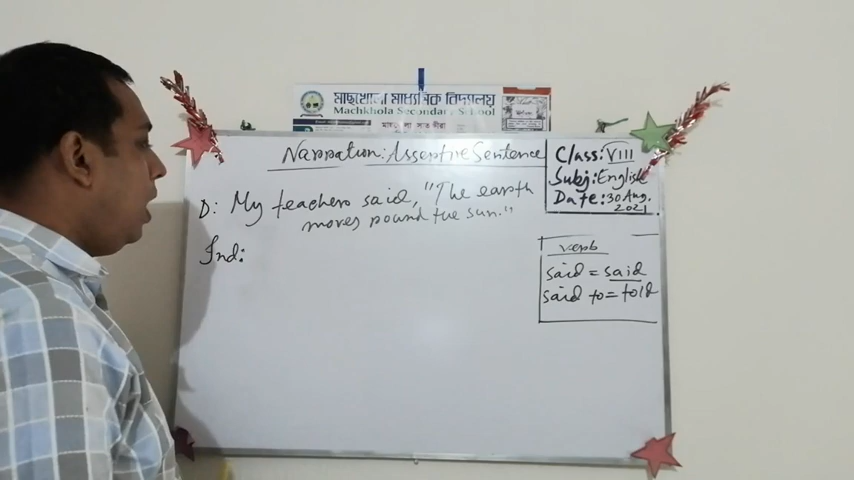 মাছখোলা মাধ্যমিক বিদ্যালয়
Machkhola Secondary School
Narration: Assertive Sentence
Class: VIII
Subj: English
Date: 30 Aug. 2021
D: My teacher said, "The earth
moves round the sun."
Ind:
verb
said = said
said to = told